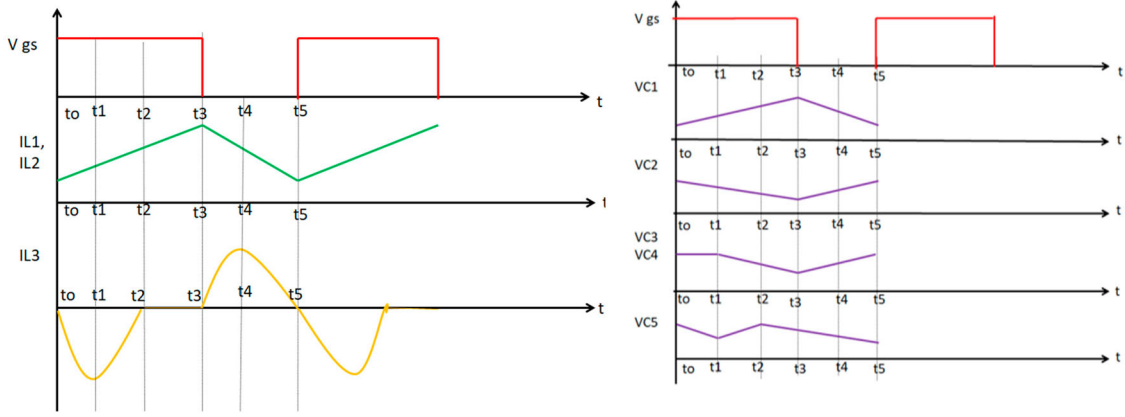 V gs
to t1 t2 t3 t4 t5 t
IL1,
IL2
to t1 t2 t3 t4 t5 t
IL3
to t1 t2 t3 t4 t5 t
V gs
to t1 t2 t3 t4 t5 t
VC1
to t1 t2 t3 t4 t5 t
VC2
to t1 t2 t3 t4 t5 t
VC3
VC4
to t1 t2 t3 t4 t5 t
VC5
to t1 t2 t3 t4 t5 t